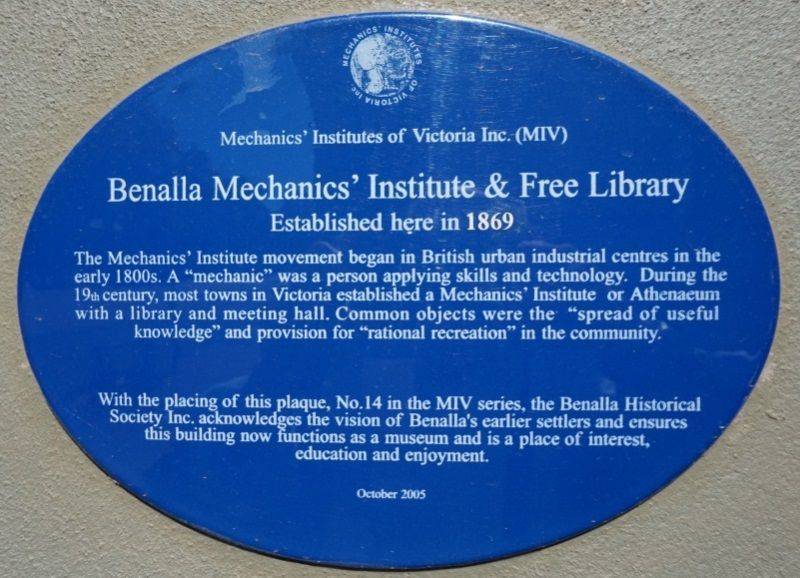 MECHANICS' INSTITUTES OF VICTORIA INC.
Mechanics' Institutes of Victoria Inc. (MIV)
Benalla Mechanics' Institute & Free Library
Established here in 1869
The Mechanics' Institute movement began in British urban industrial centres in the
early 1800s. A “mechanic” was a person applying skills and technology. During the
19th century, most towns in Victoria established a Mechanics' Institute or Athenaeum
with a library and meeting hall. Common objects were the “spread of useful
knowledge” and provision for “rational recreation” in the community.
With the placing of this plaque, No.14 in the MIV series, the Benalla Historical
Society Inc. acknowledges the vision of Benalla's earlier settlers and ensures
this building now functions as a museum and is a place of interest,
education and enjoyment.
October 2005